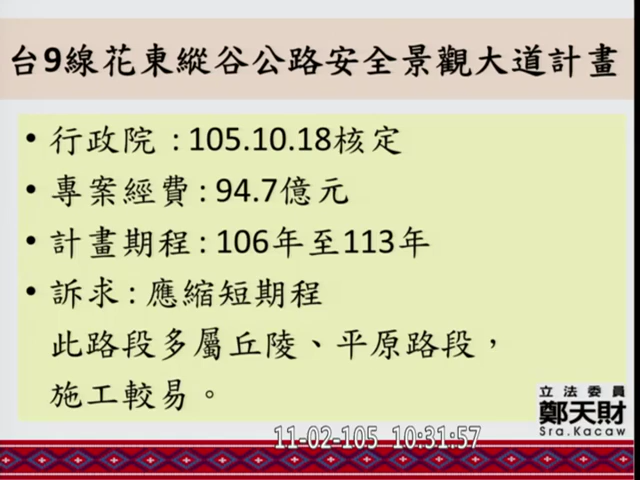 台9線花東縱谷公路安全景觀大道計畫
• 行政院：105.10.18核定
• 專案經費：94.7億元
• 計畫期程：106年至113年
• 訴求：應縮短期程
此路段多屬丘陵、平原路段，
施工較易。
立法委員
鄭天財
Sra.Kacaw
11-02-105 10:31:57